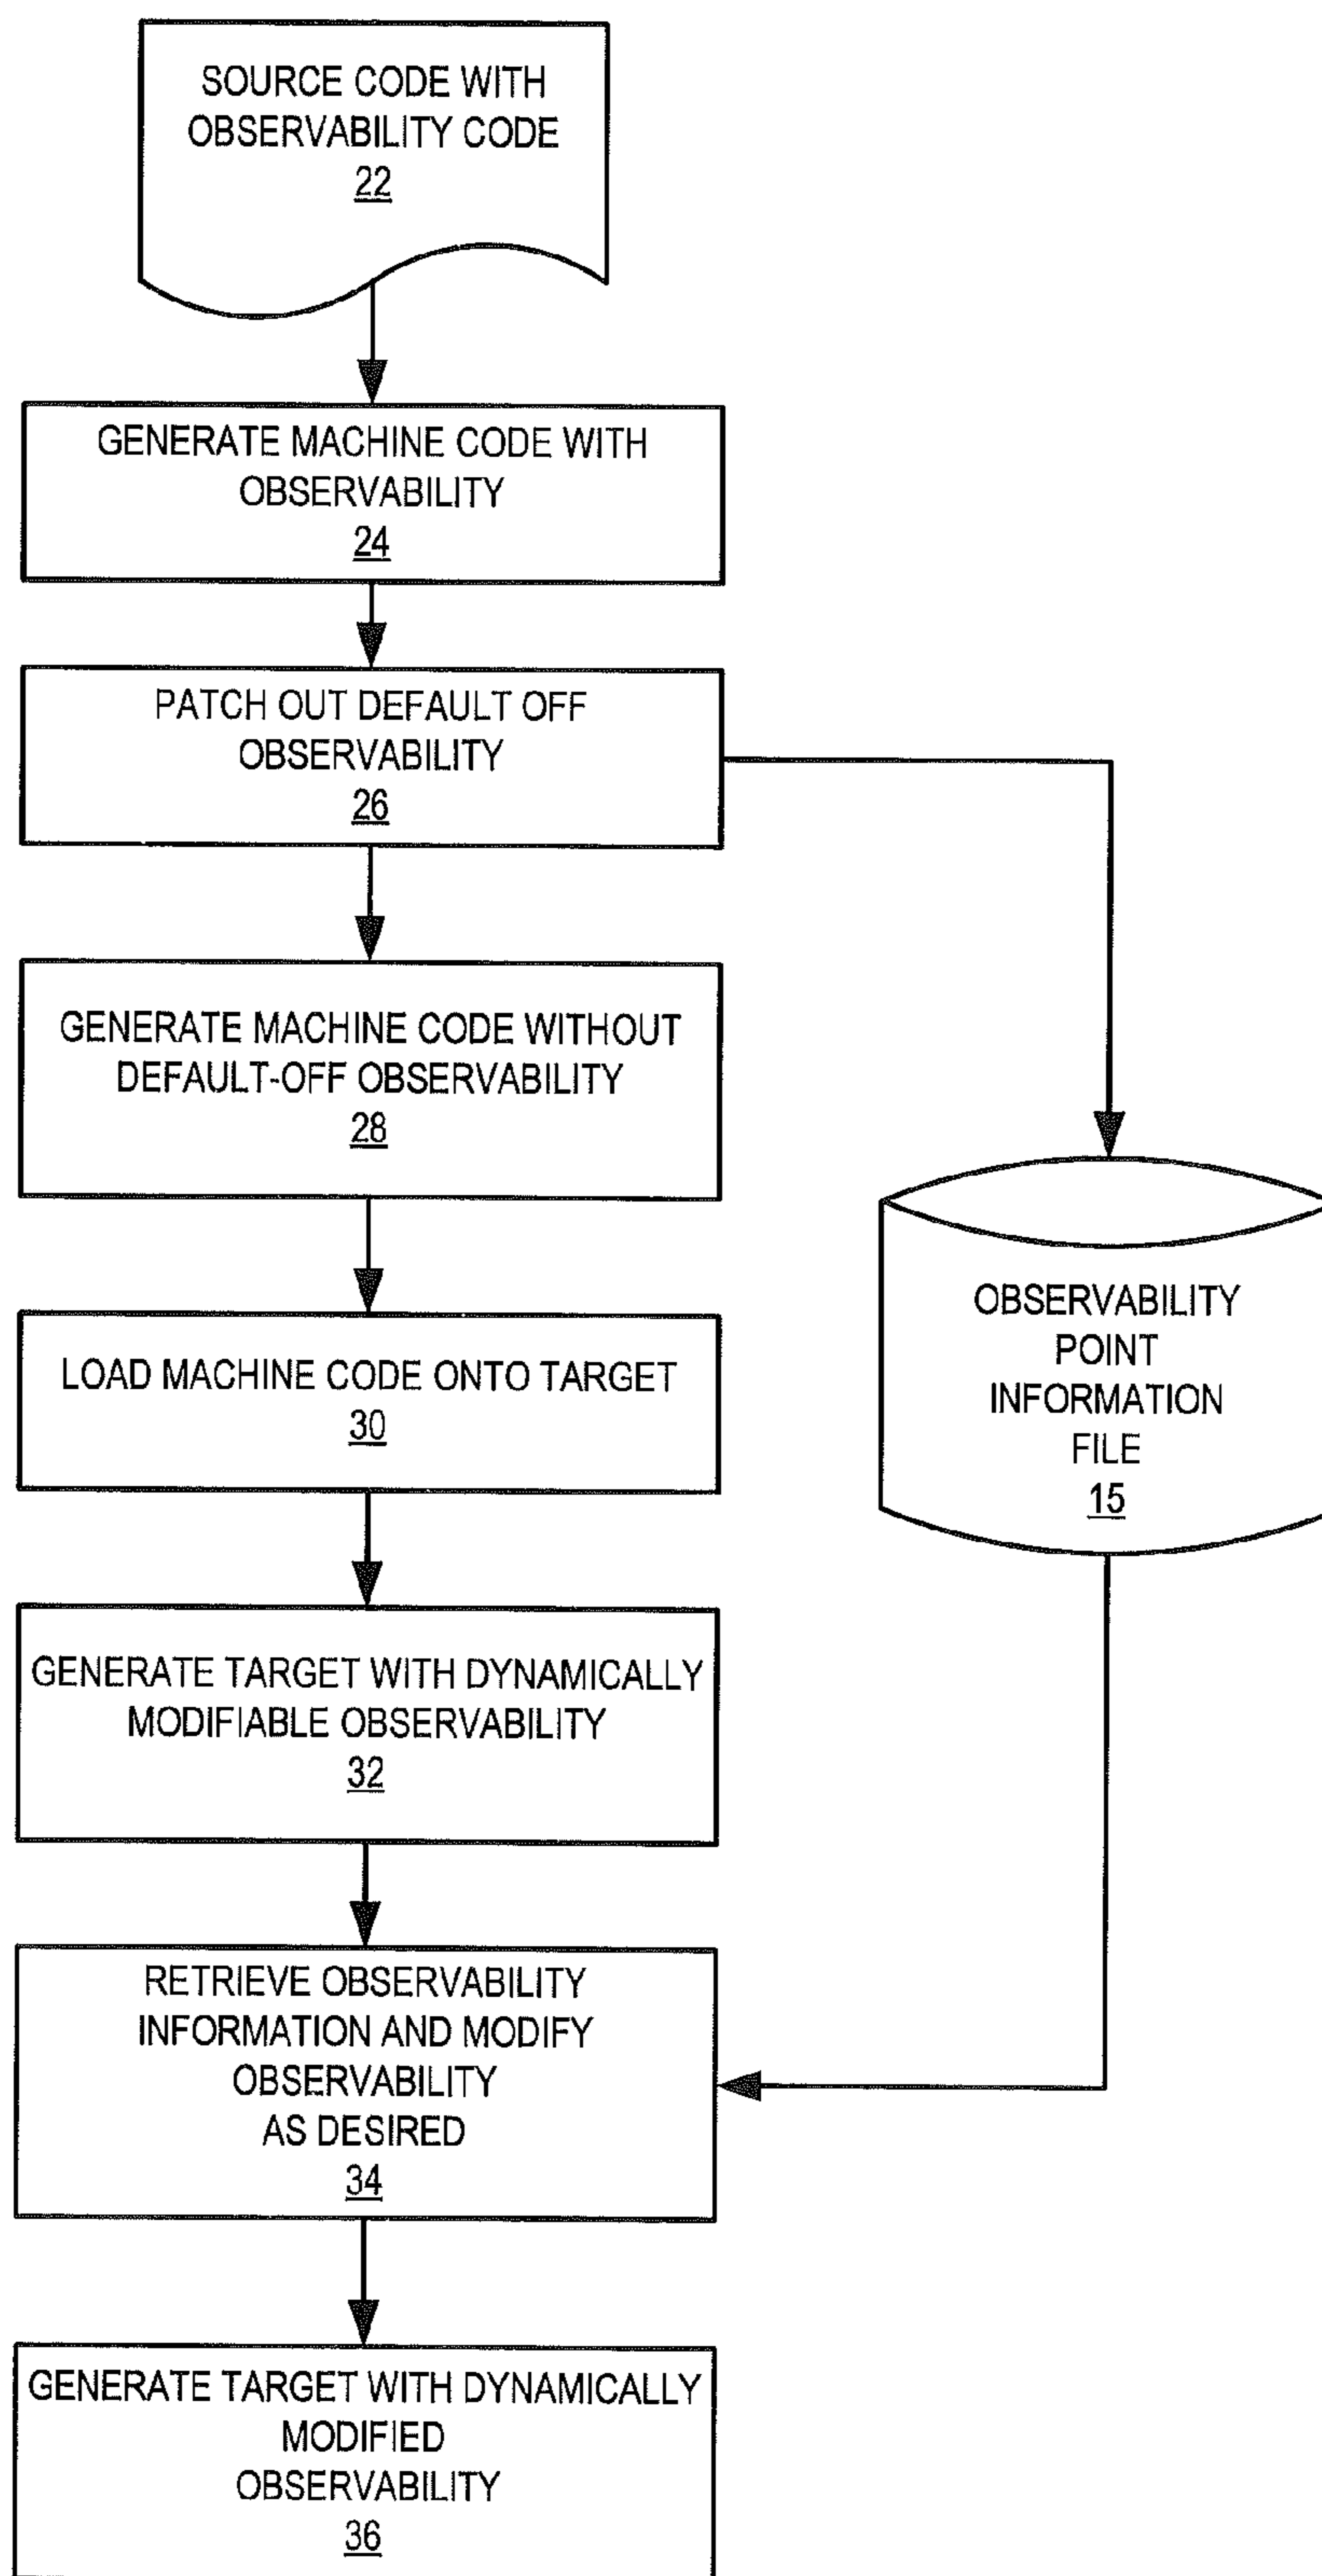 SOURCE CODE WITH
OBSERVABILITY CODE
22
GENERATE MACHINE CODE WITH
OBSERVABILITY
24
PATCH OUT DEFAULT OFF
OBSERVABILITY
26
GENERATE MACHINE CODE WITHOUT
DEFAULT-OFF OBSERVABILITY
28
LOAD MACHINE CODE ONTO TARGET
30
OBSERVABILITY
POINT
INFORMATION
FILE
15
GENERATE TARGET WITH DYNAMICALLY
MODIFIABLE OBSERVABILITY
32
RETRIEVE OBSERVABILITY
INFORMATION AND MODIFY
OBSERVABILITY
AS DESIRED
34
GENERATE TARGET WITH DYNAMICALLY
MODIFIED
OBSERVABILITY
36